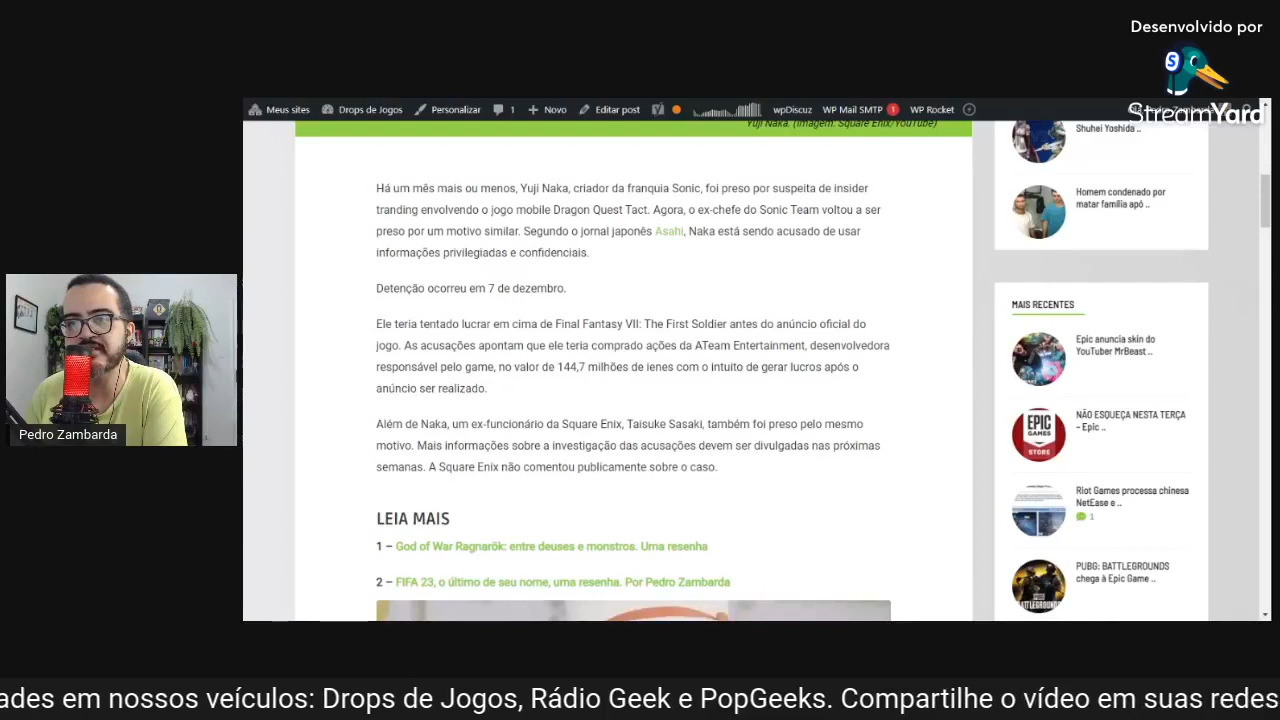 Desenvolvido por
StreamYard
Meus sites
Drops de Jogos
Personalizar
1
Novo
Editar post
wpDiscuz
WP Mail SMTP 1
WP Rocket
Yuji Naka. (Imagem: Square Enix/YouTube)
Há um mês mais ou menos, Yuji Naka, criador da franquia Sonic, foi preso por suspeita de insider
tranding envolvendo o jogo mobile Dragon Quest Tact. Agora, o ex-chefe do Sonic Team voltou a ser
preso por um motivo similar. Segundo o jornal japonês Asahi, Naka está sendo acusado de usar
informações privilegiadas e confidenciais.
Detenção ocorreu em 7 de dezembro.
Ele teria tentado lucrar em cima de Final Fantasy VII: The First Soldier antes do anúncio oficial do
jogo. As acusações apontam que ele teria comprado ações da ATeam Entertainment, desenvolvedora
responsável pelo game, no valor de 144,7 milhões de ienes com o intuito de gerar lucros após o
anúncio ser realizado.
Além de Naka, um ex-funcionário da Square Enix, Taisuke Sasaki, também foi preso pelo mesmo
motivo. Mais informações sobre a investigação das acusações devem ser divulgadas nas próximas
semanas. A Square Enix não comentou publicamente sobre o caso.
LEIA MAIS
1 – God of War Ragnarök: entre deuses e monstros. Uma resenha
2 – FIFA 23, o último de seu nome, uma resenha. Por Pedro Zambarda
Shuhei Yoshida ..
Homem condenado por
matar família apó ..
MAIS RECENTES
Epic anuncia skin do
YouTuber MrBeast ..
EPIC
GAMES
STORE
NÃO ESQUEÇA NESTA TERÇA
– Epic ..
Riot Games processa chinesa
NetEase e ..
1
PUBG: BATTLEGROUNDS
chega à Epic Game ..
BATTLEGROUNDS
Pedro Zambarda
ades em nossos veículos: Drops de Jogos, Rádio Geek e PopGeeks. Compartilhe o vídeo em suas redes